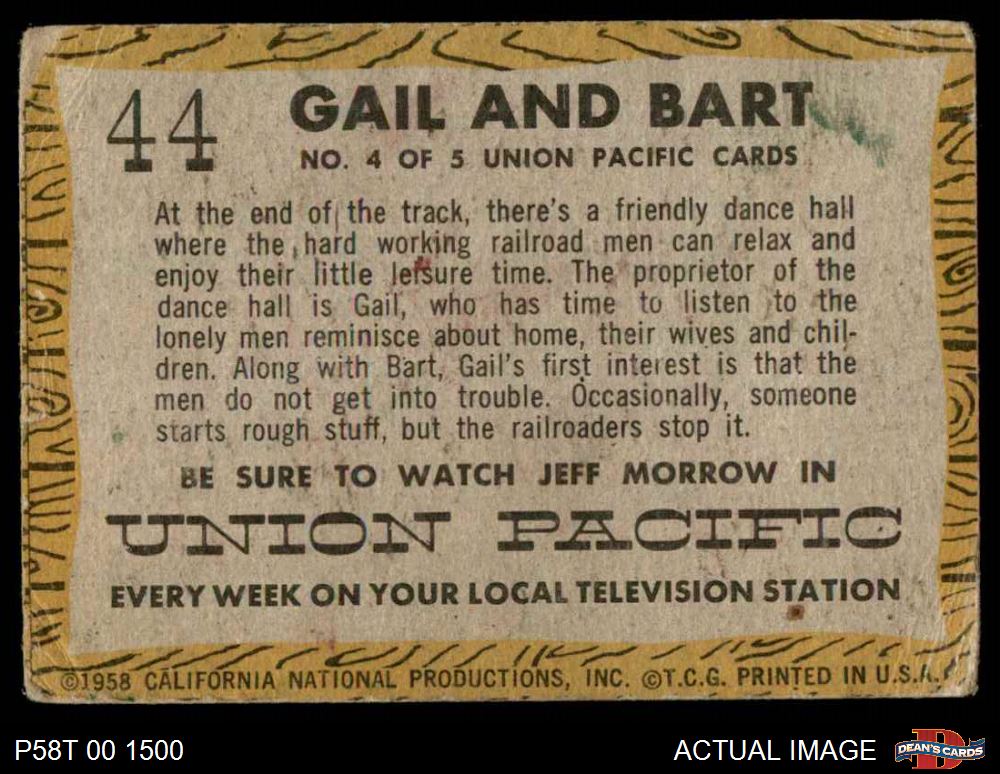 44
GAIL AND BART
NO. 4 OF 5 UNION PACIFIC CARDS
At the end of the track, there's a friendly dance hall
where the hard working railroad men can relax and
enjoy their little leisure time. The proprietor of the
dance hall is Gail, who has time to listen to the
lonely men reminisce about home, their wives and chil-
dren. Along with Bart, Gail's first interest is that the
men do not get into trouble. Occasionally, someone
starts rough stuff, but the railroaders stop it.
BE SURE TO WATCH JEFF MORROW IN
UNION PACIFIC
EVERY WEEK ON YOUR LOCAL TELEVISION STATION
©1958 CALIFORNIA NATIONAL PRODUCTIONS, INC. ©T.C.G. PRINTED IN U.S.A.
P58T 00 1500
ACTUAL IMAGE
D
DEAN'S CARDS